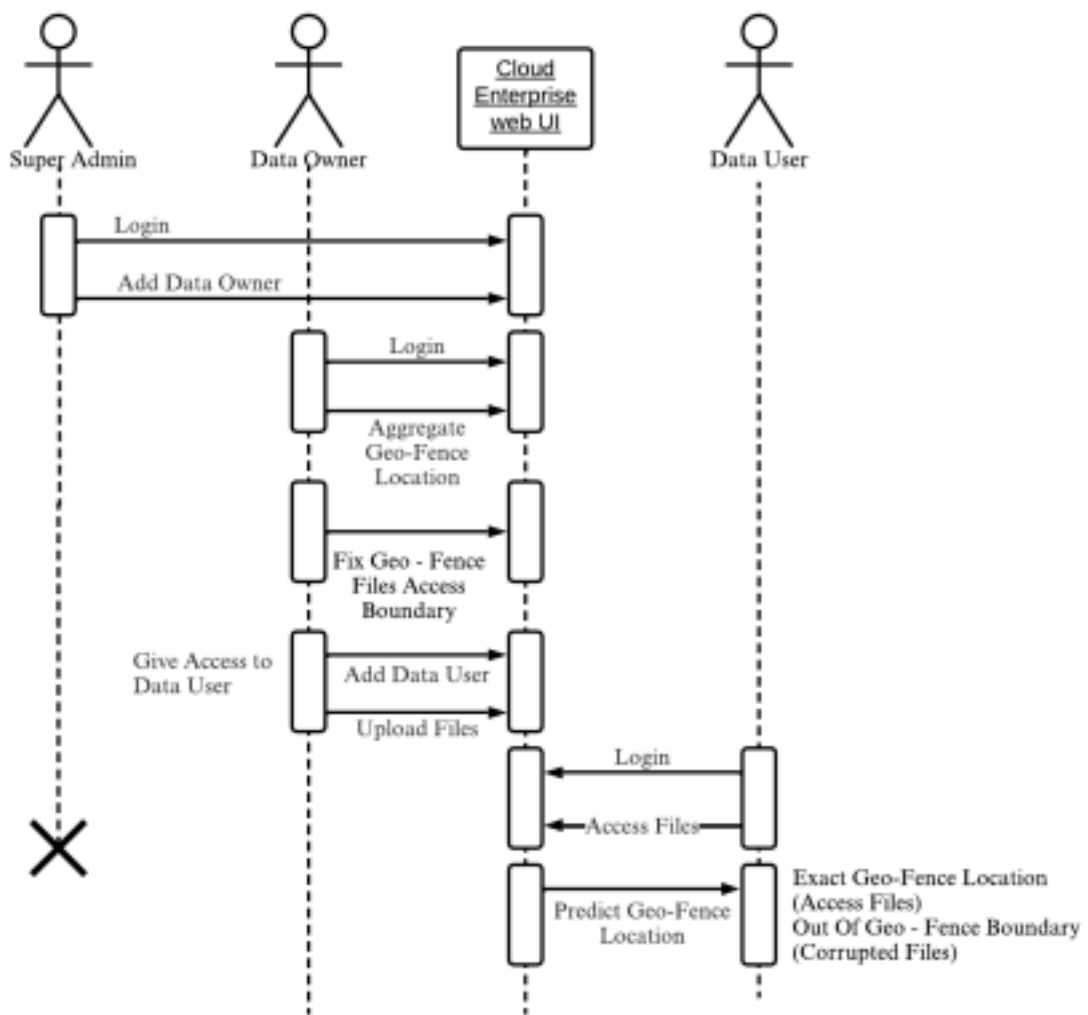 Cloud
Enterprise
web UI
Super Admin
Data Owner
Data User
Login
Add Data Owner
Login
Aggregate
Geo-Fence
Location
Fix Geo - Fence
Files Access
Boundary
Give Access to
Data User
Add Data User
Upload Files
Login
Access Files
Predict Geo-Fence
Location
Exact Geo-Fence Location
(Access Files)
Out Of Geo - Fence Boundary
(Corrupted Files)